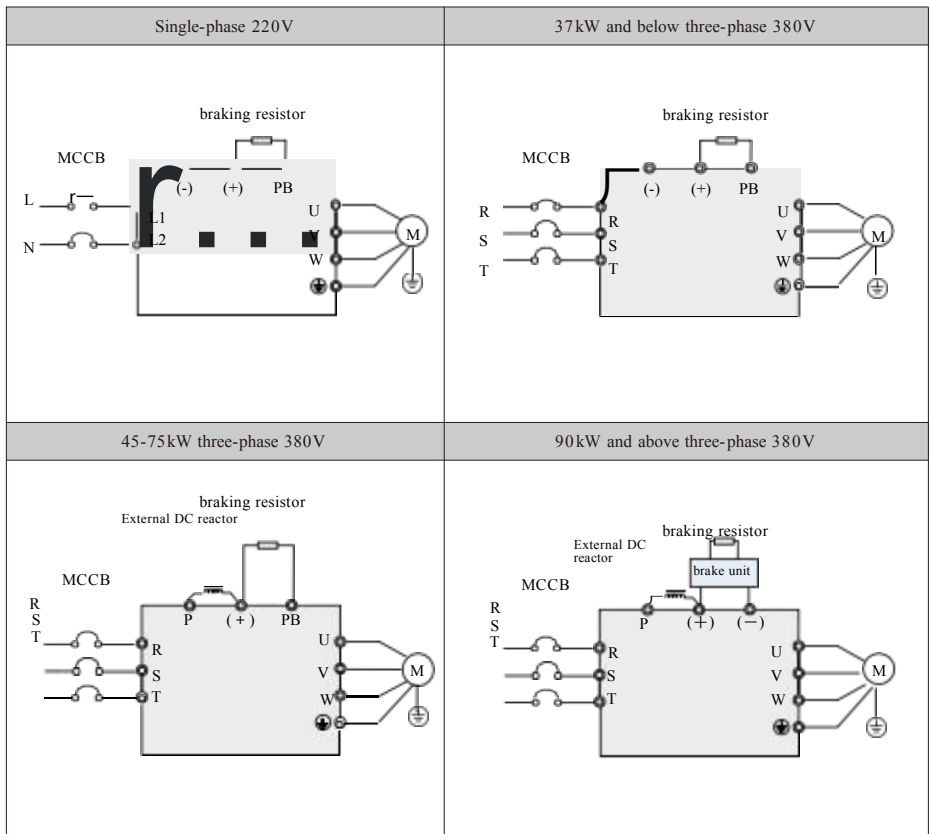 Single-phase 220V
37kW and below three-phase 380V
braking resistor
MCCB
(-) (+) PB
L
L1
N
L2
U
V
W
M
braking resistor
MCCB
(-) (+) PB
R
S
T
R
S
T
U
V
W
M
45-75kW three-phase 380V
90kW and above three-phase 380V
braking resistor
External DC reactor
MCCB
R
S
T
P (+) PB
R
S
T
U
V
W
M
braking resistor
External DC
reactor
brake unit
MCCB
R
S
T
P (+) (—)
R
S
T
U
V
W
M